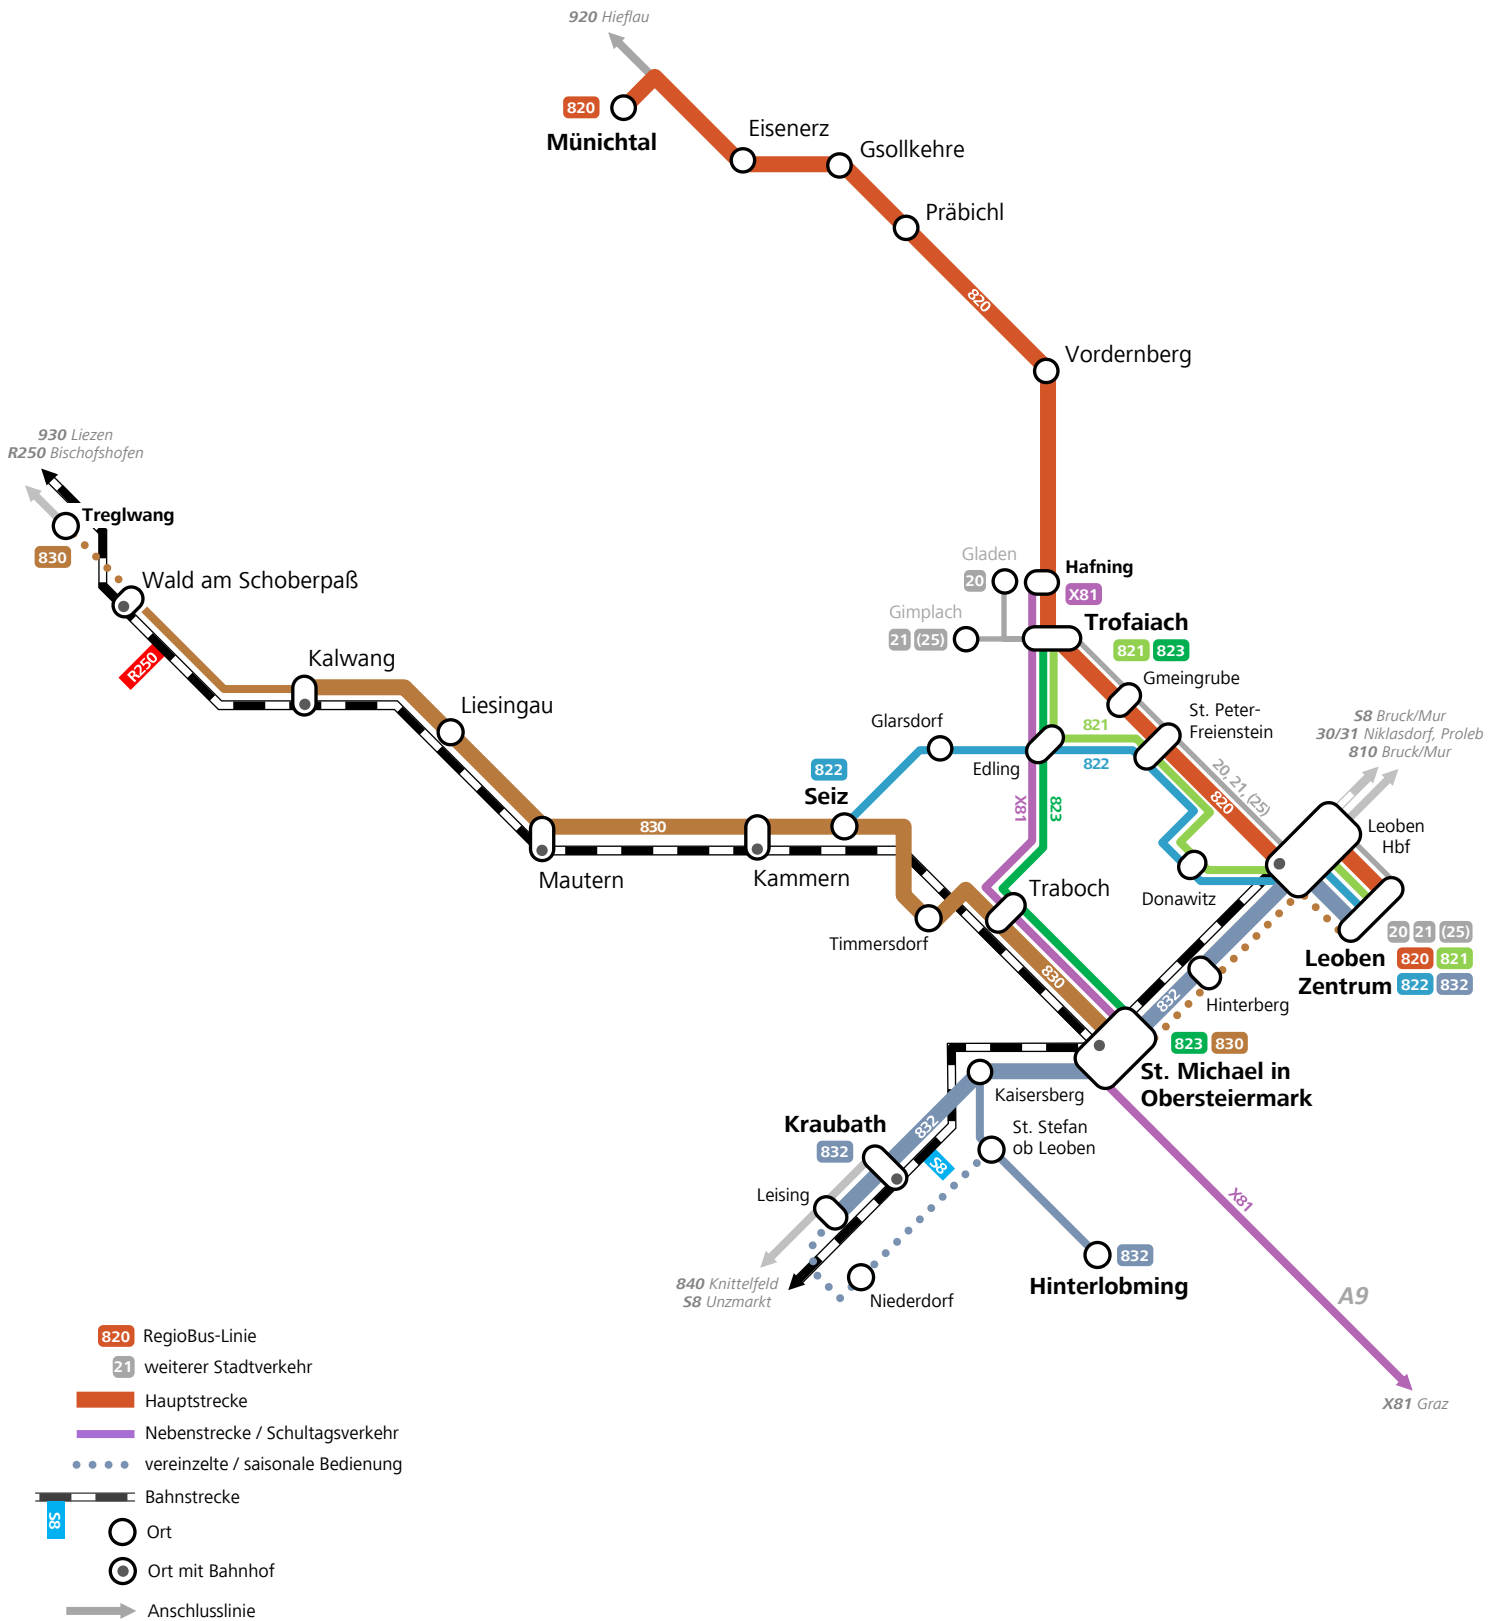 920 Hieflau
820
Münichtal
Eisenerz
Gsollkehre
Präbichl
820
Vordernberg
930 Liezen
R250 Bischofshofen
Treglwang
830
Wald am Schoberpaß
R250
Kalwang
Liesingau
Mautern
830
Kammern
822
Seiz
Timmersdorf
Glarsdorf
Edling
Gladen
20
Gimplach
21 (25)
Hafning
X81
Trofaiach
821 823
Gmeingrube
St. Peter-
Freienstein
821
822
X81
823
20, 21, (25)
820
S8 Bruck/Mur
30/31 Niklasdorf, Proleb
810 Bruck/Mur
Leoben
Hbf
Donawitz
Traboch
830
20 21 (25)
Leoben 820 821
Zentrum 822 832
Hinterberg
832
823 830
St. Michael in
Obersteiermark
Kaisersberg
St. Stefan
ob Leoben
Kraubath
832
832
S8
Leising
840 Knittelfeld
S8 Unzmarkt
Niederdorf
832
Hinterlobming
X81
A9
X81 Graz
820 RegioBus-Linie
21 weiterer Stadtverkehr
Hauptstrecke
Nebenstrecke / Schultagsverkehr
vereinzelte / saisonale Bedienung
Bahnstrecke
S8
Ort
Ort mit Bahnhof
Anschlusslinie